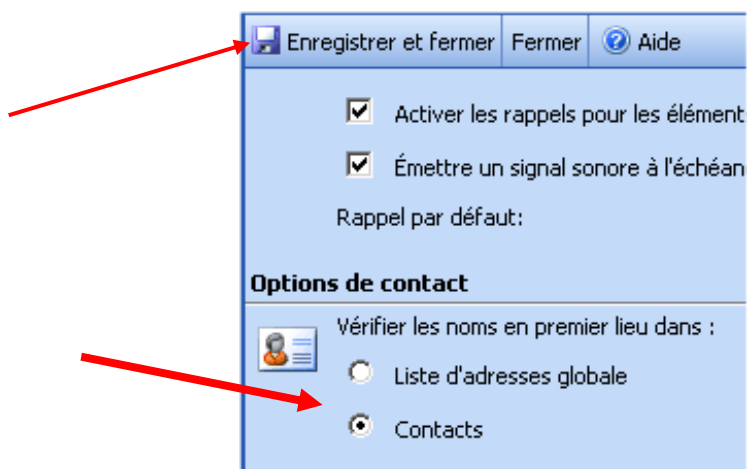 Enregistrer et fermer Fermer Aide
Activer les rappels pour les élément
Émettre un signal sonore à l'échéan
Rappel par défaut:
Options de contact
Vérifier les noms en premier lieu dans :
Liste d'adresses globale
Contacts